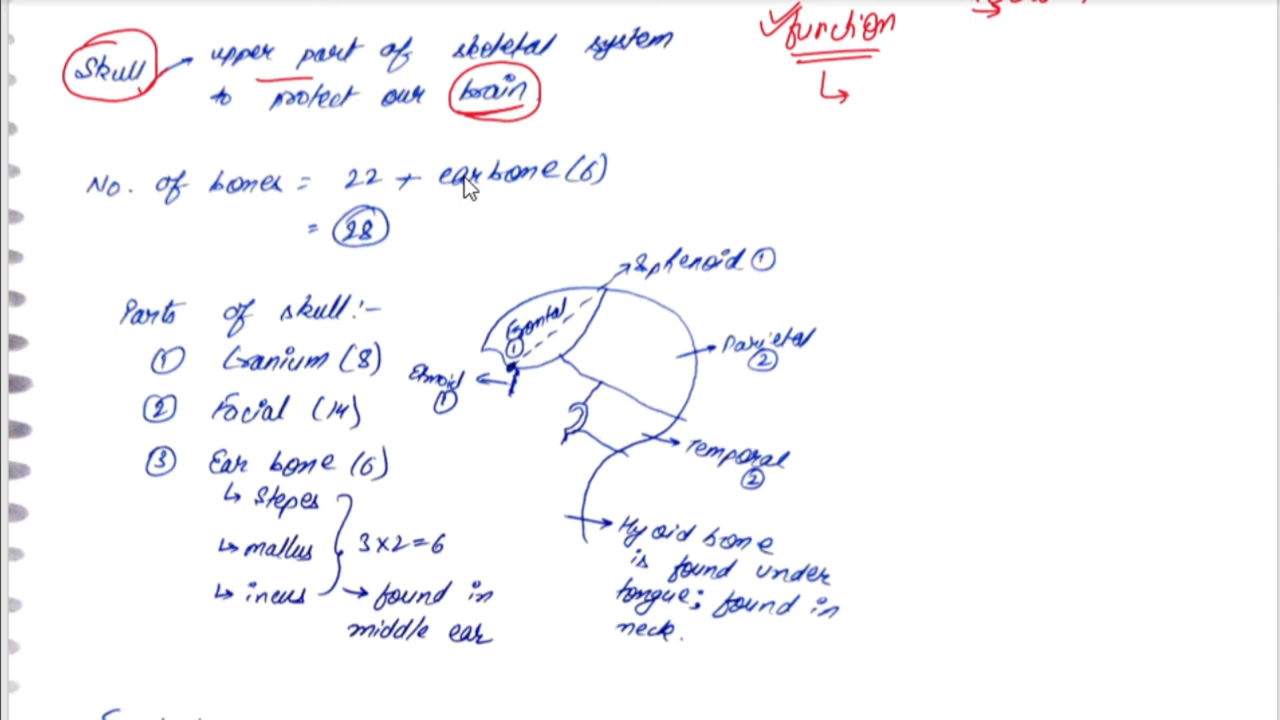 function
Skull → upper part of skeletal system
to protect our brain
No. of bones = 22 + ear bone (6)
= 28
Parts of skull :-
① Cranium (8)
② Facial (14)
③ Ear bone (6)
↳ Stepes
↳ mallus
↳ incus
3×2=6
→ found in
middle ear
Sphenoid ①
Frontal
①
Parietal
②
Ethmoid
①
Temporal
②
Hyoid bone
is found under
tongue; found in
neck.